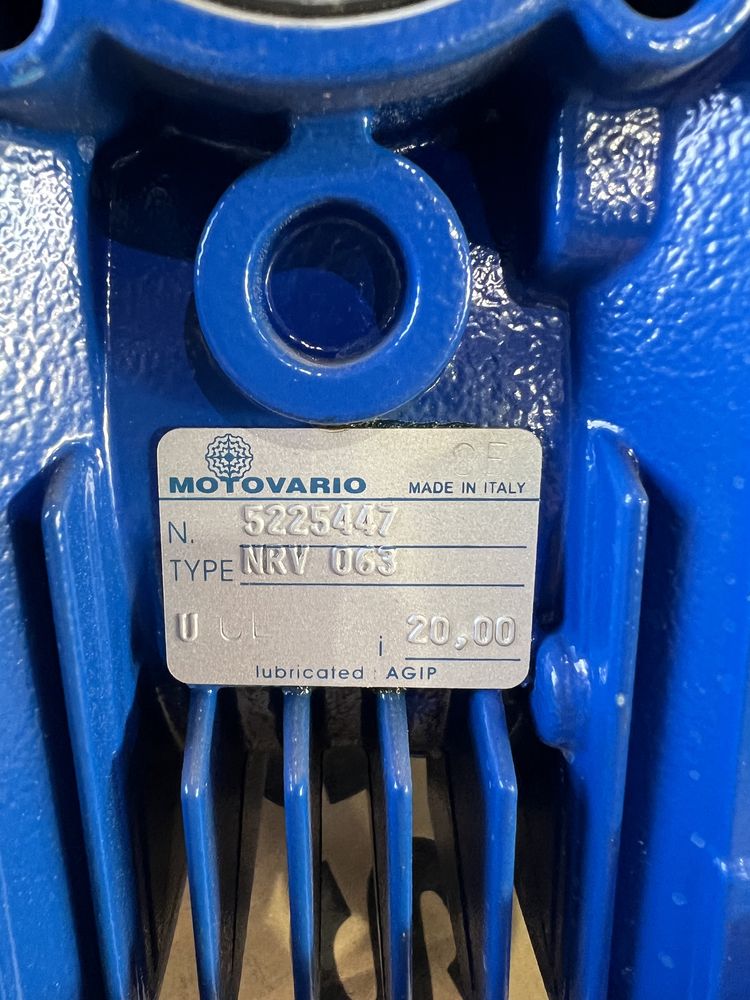 MOTOVARIO MADE IN ITALY
N. 5225447
TYPE NRV 063
U i 20,00
lubricated : AGIP